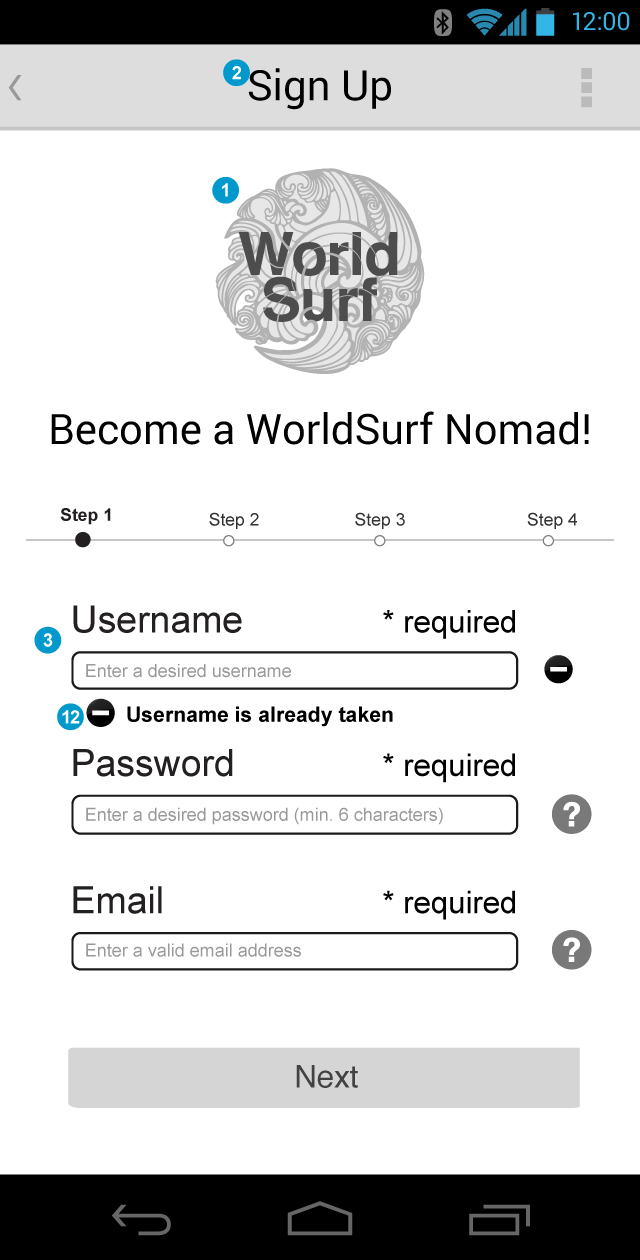 12:00
2
Sign Up
1
World
Surf
Become a WorldSurf Nomad!
Step 1 Step 2 Step 3 Step 4
3
Username * required
Enter a desired username
12 Username is already taken
Password * required
Enter a desired password (min. 6 characters) ?
Email * required
Enter a valid email address ?
Next